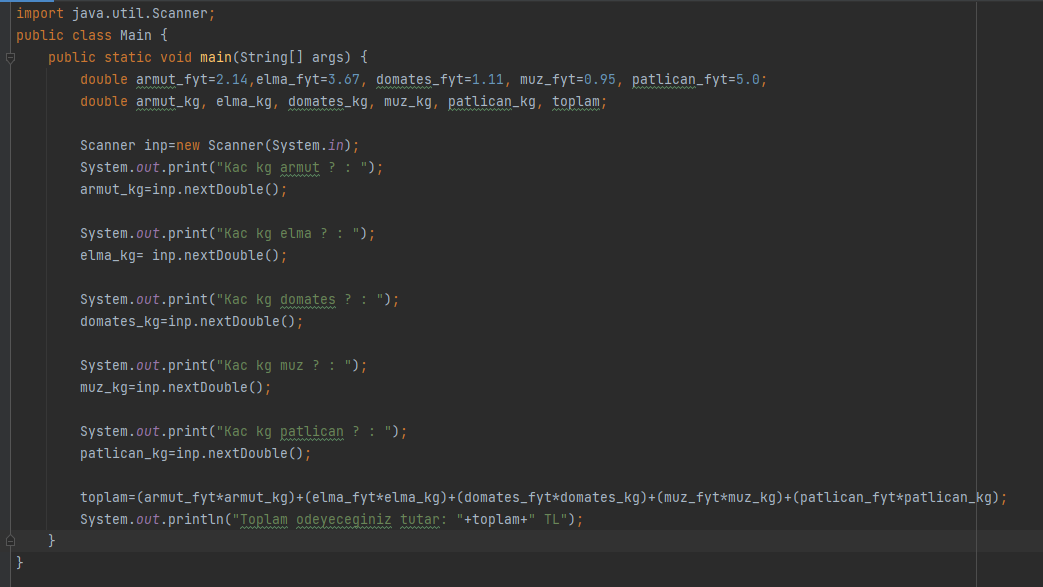 import java.util.Scanner;
public class Main {
    public static void main(String[] args) {
        double armut_fyt=2.14,elma_fyt=3.67, domates_fyt=1.11, muz_fyt=0.95, patlican_fyt=5.0;
        double armut_kg, elma_kg, domates_kg, muz_kg, patlican_kg, toplam;

        Scanner inp=new Scanner(System.in);
        System.out.print("Kac kg armut ? : ");
        armut_kg=inp.nextDouble();

        System.out.print("Kac kg elma ? : ");
        elma_kg= inp.nextDouble();

        System.out.print("Kac kg domates ? : ");
        domates_kg=inp.nextDouble();

        System.out.print("Kac kg muz ? : ");
        muz_kg=inp.nextDouble();

        System.out.print("Kac kg patlican ? : ");
        patlican_kg=inp.nextDouble();

        toplam=(armut_fyt*armut_kg)+(elma_fyt*elma_kg)+(domates_fyt*domates_kg)+(muz_fyt*muz_kg)+(patlican_fyt*patlican_kg);
        System.out.println("Toplam odeyeceginiz tutar: "+toplam+" TL");
    }
}